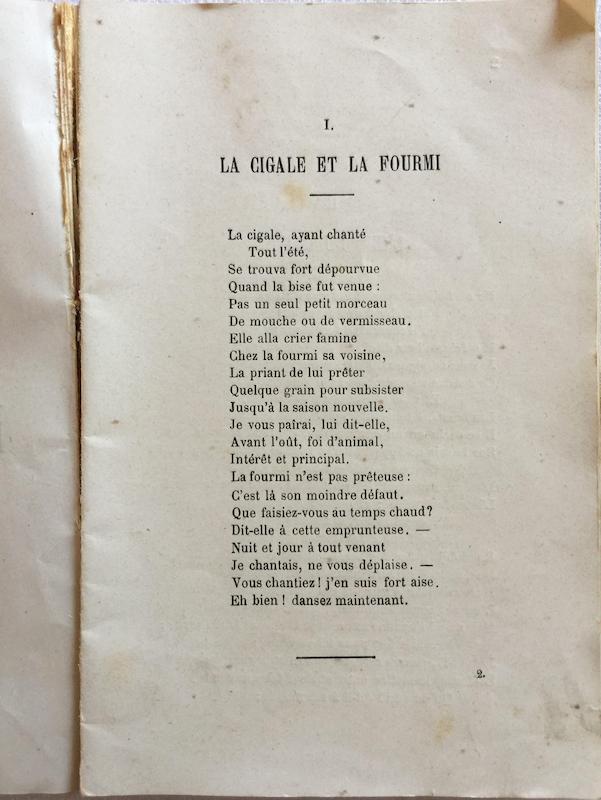 I.
LA CIGALE ET LA FOURMI
La cigale, ayant chanté
Tout l'été,
Se trouva fort dépourvue
Quand la bise fut venue :
Pas un seul petit morceau
De mouche ou de vermisseau.
Elle alla crier famine
Chez la fourmi sa voisine,
La priant de lui prêter
Quelque grain pour subsister
Jusqu'à la saison nouvelle.
Je vous paîrai, lui dit-elle,
Avant l'oût, foi d'animal,
Intérêt et principal.
La fourmi n'est pas prêteuse :
C'est là son moindre défaut.
Que faisiez-vous au temps chaud?
Dit-elle à cette emprunteuse. —
Nuit et jour à tout venant
Je chantais, ne vous déplaise. —
Vous chantiez! j'en suis fort aise.
Eh bien ! dansez maintenant.
2.